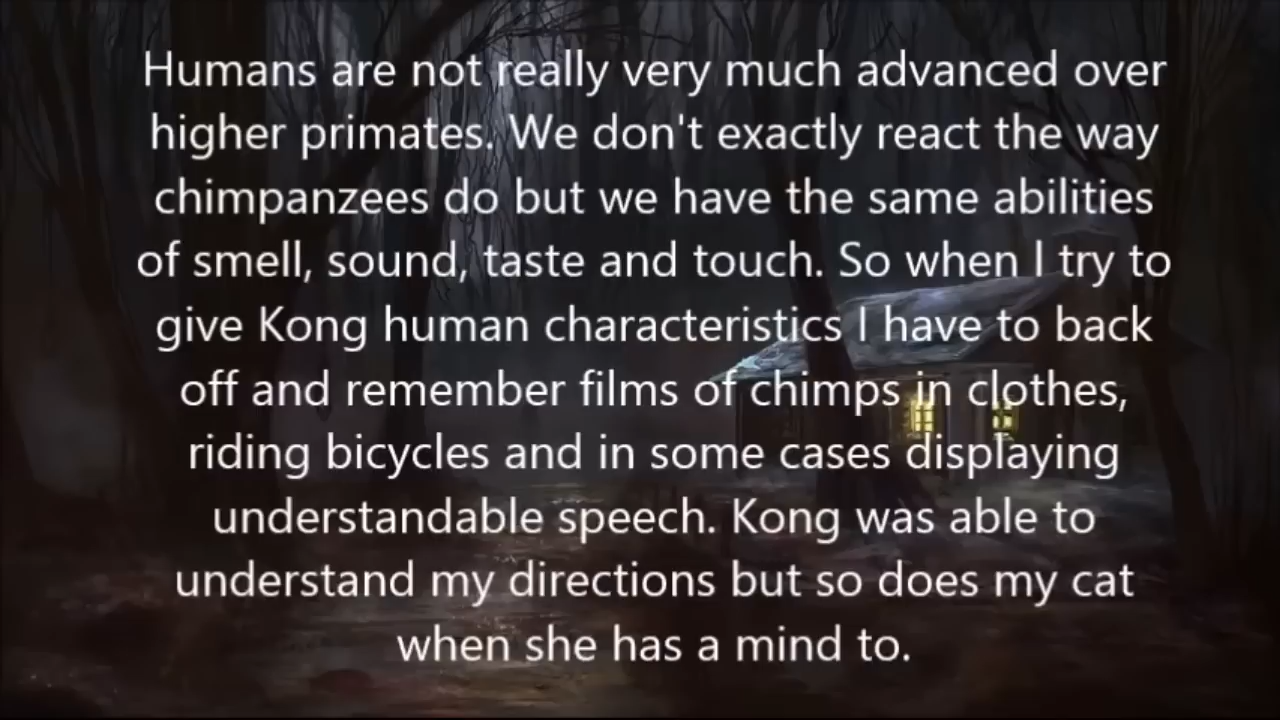 Humans are not really very much advanced over
higher primates. We don't exactly react the way
chimpanzees do but we have the same abilities
of smell, sound, taste and touch. So when I try to
give Kong human characteristics I have to back
off and remember films of chimps in clothes,
riding bicycles and in some cases displaying
understandable speech. Kong was able to
understand my directions but so does my cat
when she has a mind to.